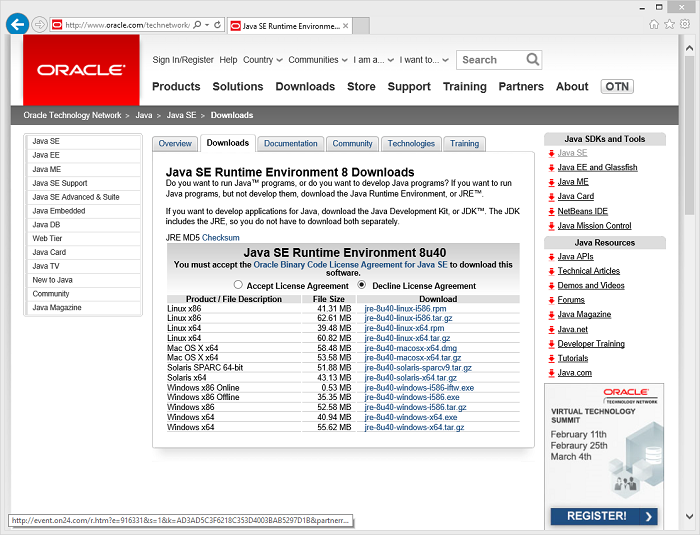 http://www.oracle.com/technetwork/
Java SE Runtime Environme...
ORACLE
Sign In/Register Help Country Communities I am a... I want to... Search
Products Solutions Downloads Store Support Training Partners About OTN
Oracle Technology Network > Java > Java SE > Downloads
Java SE
Java EE
Java ME
Java SE Support
Java SE Advanced & Suite
Java Embedded
Java DB
Web Tier
Java Card
Java TV
New to Java
Community
Java Magazine
Overview Downloads Documentation Community Technologies Training
Java SE Runtime Environment 8 Downloads
Do you want to run Java™ programs, or do you want to develop Java programs? If you want to run
Java programs, but not develop them, download the Java Runtime Environment, or JRE™.
If you want to develop applications for Java, download the Java Development Kit, or JDK™. The JDK
includes the JRE, so you do not have to download both separately.
JRE MD5 Checksum
Java SE Runtime Environment 8u40
You must accept the Oracle Binary Code License Agreement for Java SE to download this
software.
Accept License Agreement Decline License Agreement
Product / File Description File Size Download
Linux x86 41.31 MB jre-8u40-linux-i586.rpm
Linux x86 62.61 MB jre-8u40-linux-i586.tar.gz
Linux x64 39.48 MB jre-8u40-linux-x64.rpm
Linux x64 60.82 MB jre-8u40-linux-x64.tar.gz
Mac OS X x64 58.48 MB jre-8u40-macosx-x64.dmg
Mac OS X x64 53.58 MB jre-8u40-macosx-x64.tar.gz
Solaris SPARC 64-bit 51.88 MB jre-8u40-solaris-sparcv9.tar.gz
Solaris x64 43.13 MB jre-8u40-solaris-x64.tar.gz
Windows x86 Online 0.53 MB jre-8u40-windows-i586-iftw.exe
Windows x86 Offline 35.35 MB jre-8u40-windows-i586.exe
Windows x86 52.58 MB jre-8u40-windows-i586.tar.gz
Windows x64 40.94 MB jre-8u40-windows-x64.exe
Windows x64 55.62 MB jre-8u40-windows-x64.tar.gz
Java SDKs and Tools
Java SE
Java EE and Glassfish
Java ME
Java Card
NetBeans IDE
Java Mission Control
Java Resources
Java APIs
Technical Articles
Demos and Videos
Forums
Java Magazine
Java.net
Developer Training
Tutorials
Java.com
ORACLE
TECHNOLOGY NETWORK
VIRTUAL TECHNOLOGY
SUMMIT
February 11th
Febraury 25th
March 4th
REGISTER!
http://event.on24.com/r.htm?e=916331&s=1&k=AD3AD5C3F6218C353D4003BAB5297D1B&partnerr...